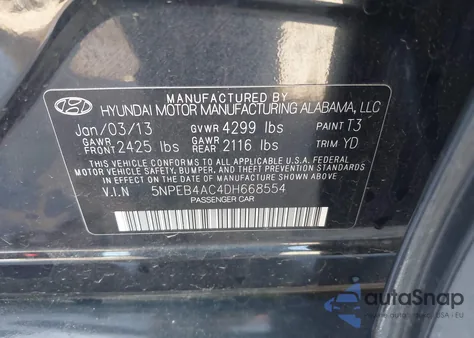 MANUFACTURED BY
HYUNDAI MOTOR MANUFACTURING ALABAMA, LLC
Jan/03/13 GVWR 4299 lbs PAINT T3
GAWR FRONT 2425 lbs GAWR REAR 2116 lbs TRIM YD
THIS VEHICLE CONFORMS TO ALL APPLICABLE U.S.A. FEDERAL
MOTOR VEHICLE SAFETY, BUMPER, AND THEFT PREVENTION
STANDARDS IN EFFECT ON THE DATE OF MANUFACTURE SHOWN ABOVE.
V.I.N 5NPEB4AC4DH668554
PASSENGER CAR
autoSnap
USA / EU